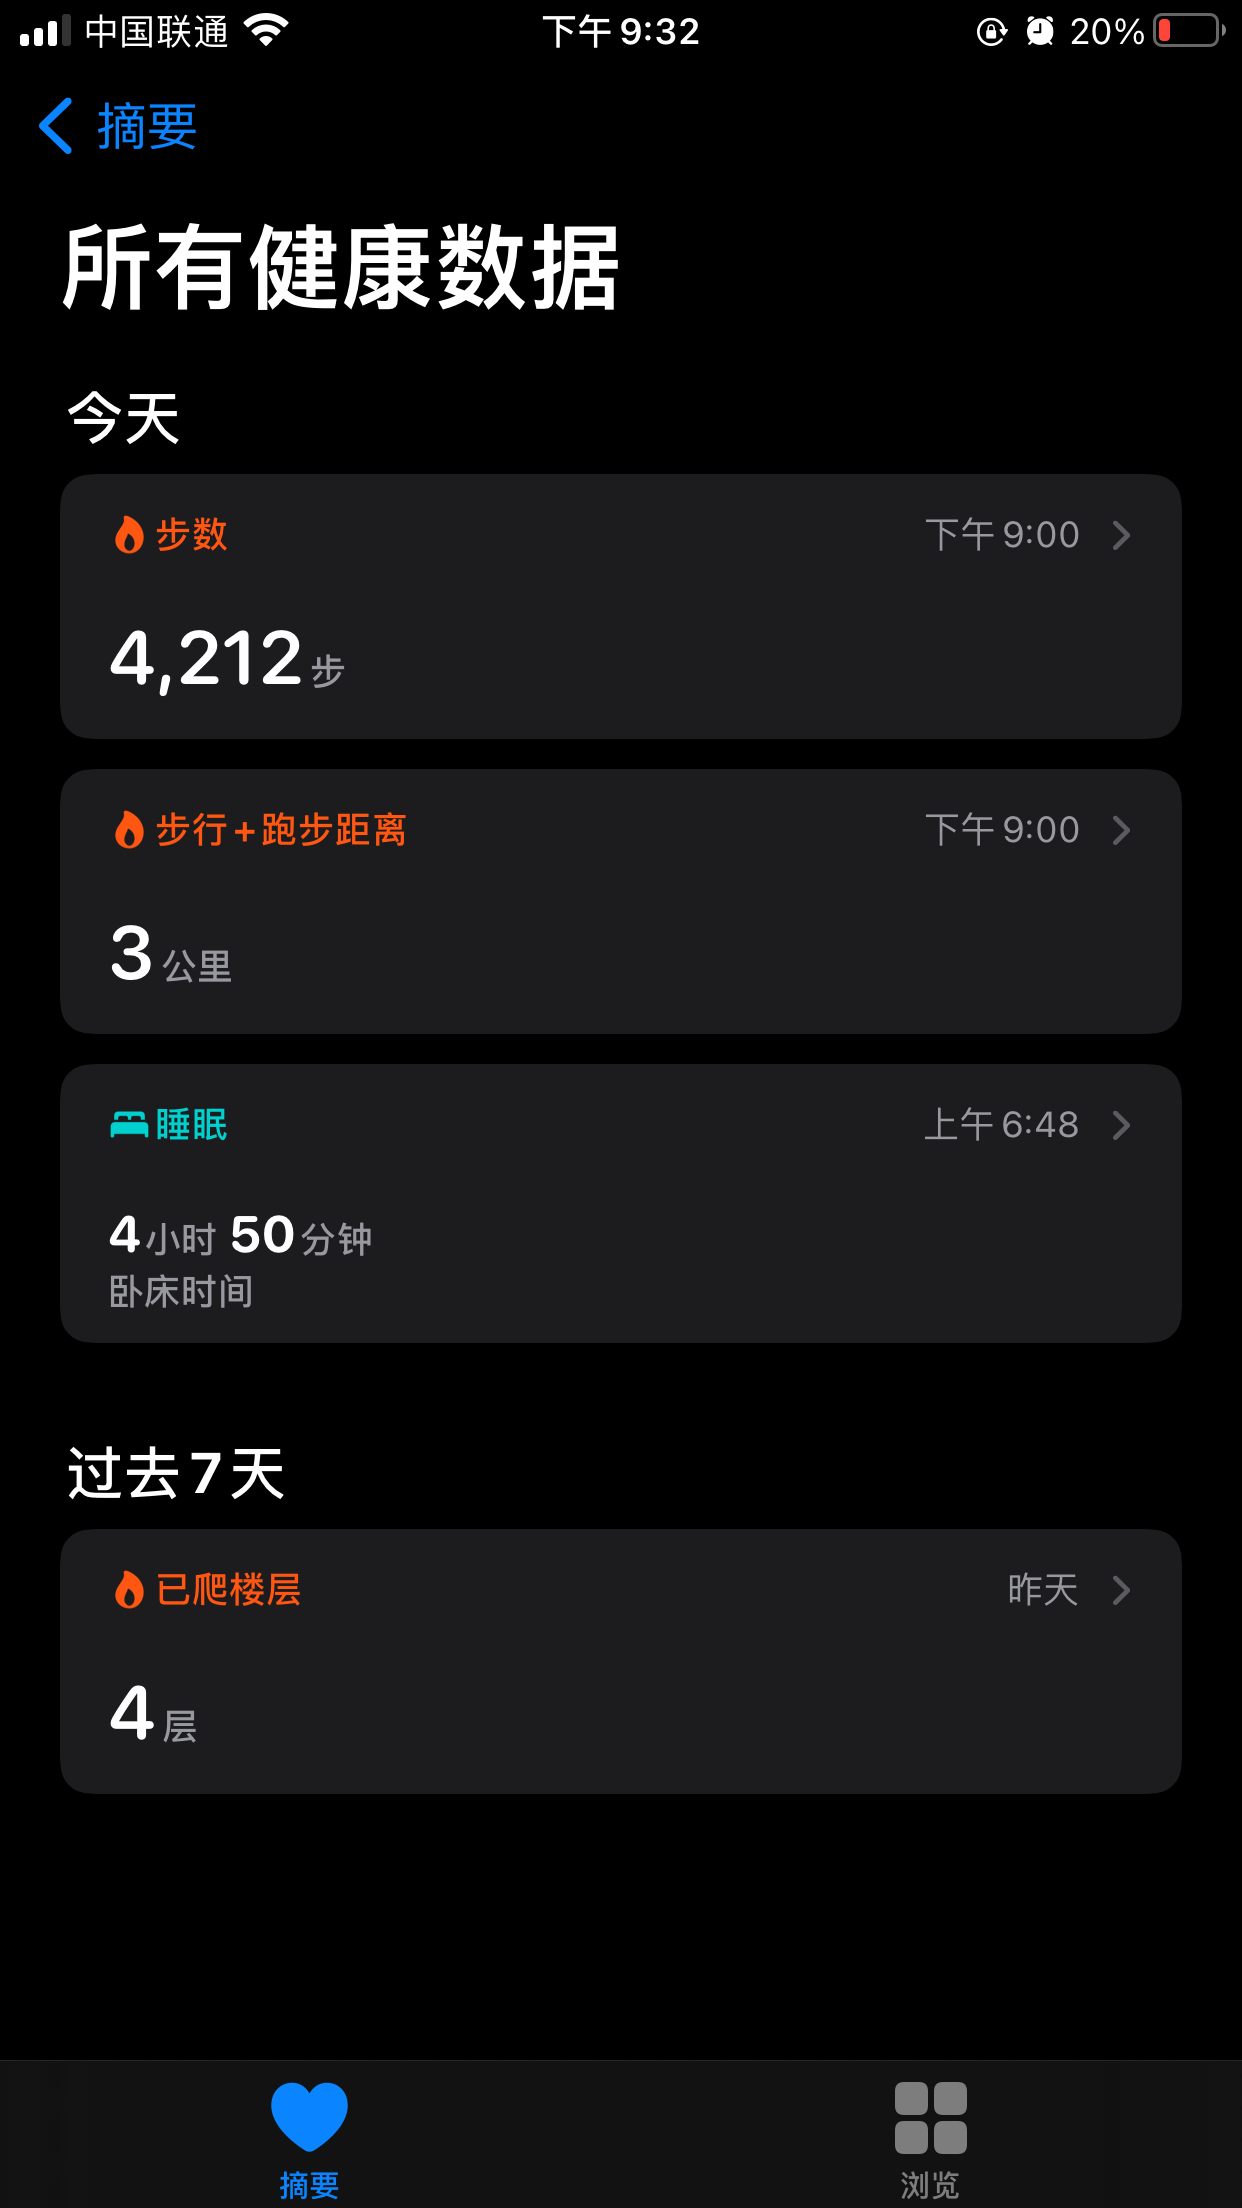 中国联通 下午 9:32 20%
摘要
所有健康数据
今天
步数 下午 9:00
4,212 步
步行+跑步距离 下午 9:00
3 公里
睡眠 上午 6:48
4小时 50分钟
卧床时间
过去 7 天
已爬楼层 昨天
4 层
摘要 浏览